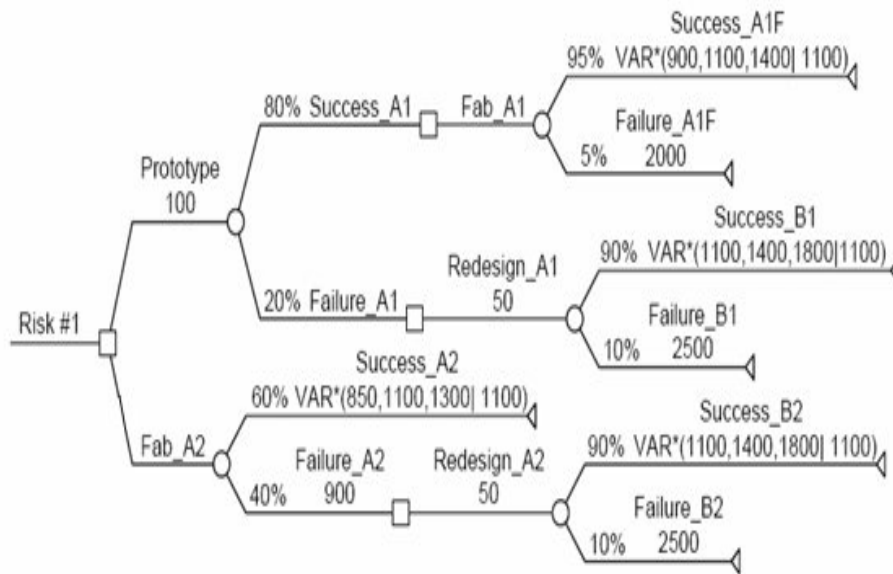 Success_A1F
95% VAR*(900,1100,1400| 1100)
80% Success_A1
Fab_A1
Failure_A1F
5% 2000
Prototype
100
Success_B1
90% VAR*(1100,1400,1800|1100)
Redesign_A1
20% Failure_A1
50
Failure_B1
10% 2500
Risk #1
Success_A2
60% VAR*(850,1100,1300| 1100)
Success_B2
90% VAR*(1100,1400,1800| 1100)
Fab_A2
Failure_A2
Redesign_A2
40% 900
50
Failure_B2
10% 2500